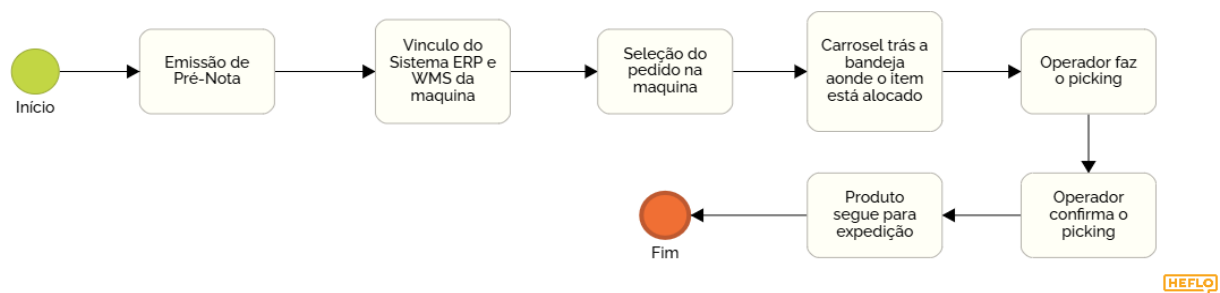 Início
Emissão de
Pré-Nota
Vinculo do
Sistema ERP e
WMS da
maquina
Seleção do
pedido na
maquina
Carrosel trás a
bandeja
aonde o item
está alocado
Operador faz
o picking
Operador
confirma o
picking
Produto
segue para
expedição
Fim
HEFLO